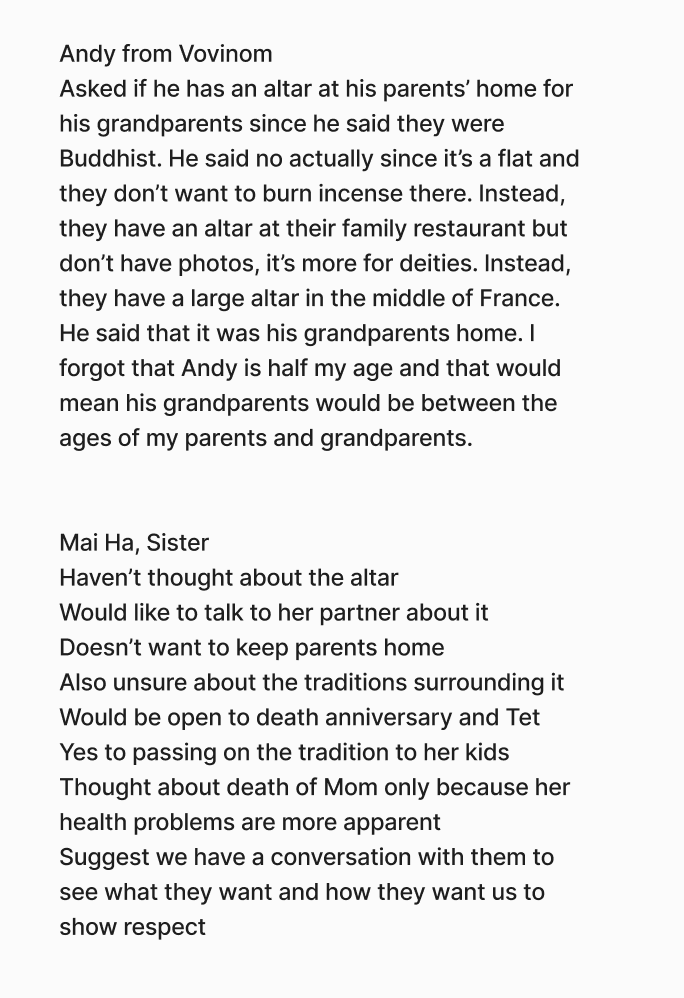 Andy from Vovinom
Asked if he has an altar at his parents’ home for
his grandparents since he said they were
Buddhist. He said no actually since it’s a flat and
they don’t want to burn incense there. Instead,
they have an altar at their family restaurant but
don’t have photos, it’s more for deities. Instead,
they have a large altar in the middle of France.
He said that it was his grandparents home. I
forgot that Andy is half my age and that would
mean his grandparents would be between the
ages of my parents and grandparents.
Mai Ha, Sister
Haven’t thought about the altar
Would like to talk to her partner about it
Doesn’t want to keep parents home
Also unsure about the traditions surrounding it
Would be open to death anniversary and Tet
Yes to passing on the tradition to her kids
Thought about death of Mom only because her
health problems are more apparent
Suggest we have a conversation with them to
see what they want and how they want us to
show respect